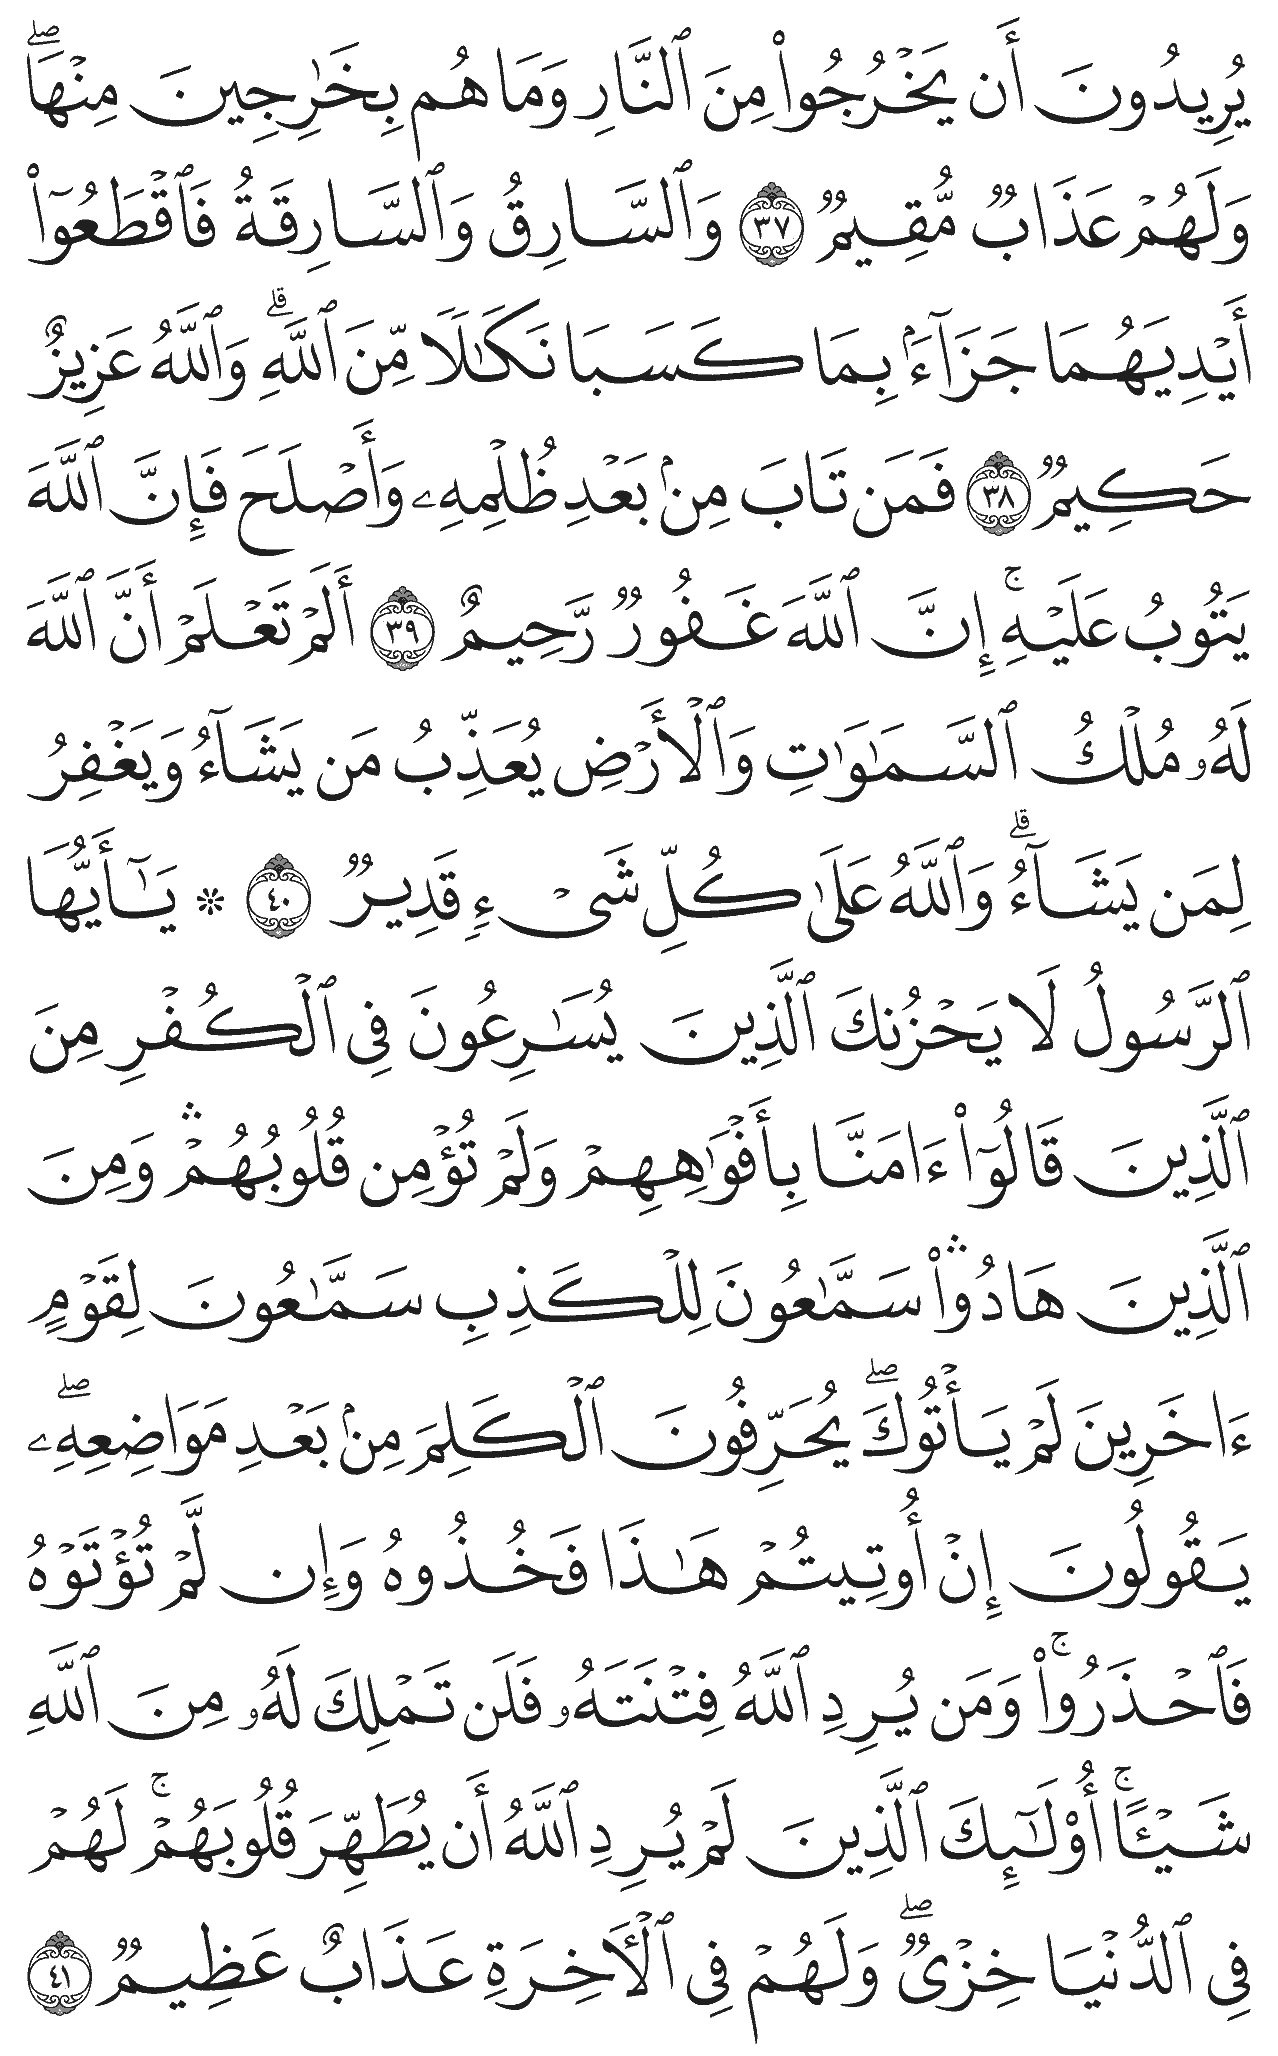 يُرِيدُونَ أَن يَخۡرُجُواْ مِنَ ٱلنَّارِ وَمَا هُم بِخَٰرِجِينَ مِنۡهَاۖ
وَلَهُمۡ عَذَابٞ مُّقِيمٞ ٣٧ وَٱلسَّارِقُ وَٱلسَّارِقَةُ فَٱقۡطَعُوٓاْ
أَيۡدِيَهُمَا جَزَآءَۢ بِمَا كَسَبَا نَكَٰلٗا مِّنَ ٱللَّهِۗ وَٱللَّهُ عَزِيزٌ
حَكِيمٞ ٣٨ فَمَن تَابَ مِنۢ بَعۡدِ ظُلۡمِهِۦ وَأَصۡلَحَ فَإِنَّ ٱللَّهَ
يَتُوبُ عَلَيۡهِۚ إِنَّ ٱللَّهَ غَفُورٞ رَّحِيمٌ ٣٩ أَلَمۡ تَعۡلَمۡ أَنَّ ٱللَّهَ
لَهُۥ مُلۡكُ ٱلسَّمَٰوَٰتِ وَٱلۡأَرۡضِ يُعَذِّبُ مَن يَشَآءُ وَيَغۡفِرُ
لِمَن يَشَآءُۗ وَٱللَّهُ عَلَىٰ كُلِّ شَيۡءٖ قَدِيرٞ ٤٠ ۞ يَٰٓأَيُّهَا
ٱلرَّسُولُ لَا يَحۡزُنكَ ٱلَّذِينَ يُسَٰرِعُونَ فِي ٱلۡكُفۡرِ مِنَ
ٱلَّذِينَ قَالُوٓاْ ءَامَنَّا بِأَفۡوَٰهِهِمۡ وَلَمۡ تُؤۡمِن قُلُوبُهُمۡۛ وَمِنَ
ٱلَّذِينَ هَادُواْۛ سَمَّٰعُونَ لِلۡكَذِبِ سَمَّٰعُونَ لِقَوۡمٍ
ءَاخَرِينَ لَمۡ يَأۡتُوكَۖ يُحَرِّفُونَ ٱلۡكَلِمَ مِنۢ بَعۡدِ مَوَاضِعِهِۦۖ
يَقُولُونَ إِنۡ أُوتِيتُمۡ هَٰذَا فَخُذُوهُ وَإِن لَّمۡ تُؤۡتَوۡهُ
فَٱحۡذَرُواْۚ وَمَن يُرِدِ ٱللَّهُ فِتۡنَتَهُۥ فَلَن تَمۡلِكَ لَهُۥ مِنَ ٱللَّهِ
شَيۡـًٔاۚ أُوْلَٰٓئِكَ ٱلَّذِينَ لَمۡ يُرِدِ ٱللَّهُ أَن يُطَهِّرَ قُلُوبَهُمۡۚ لَهُمۡ
فِي ٱلدُّنۡيَا خِزۡيٞۖ وَلَهُمۡ فِي ٱلۡأٓخِرَةِ عَذَابٌ عَظِيمٞ ٤١